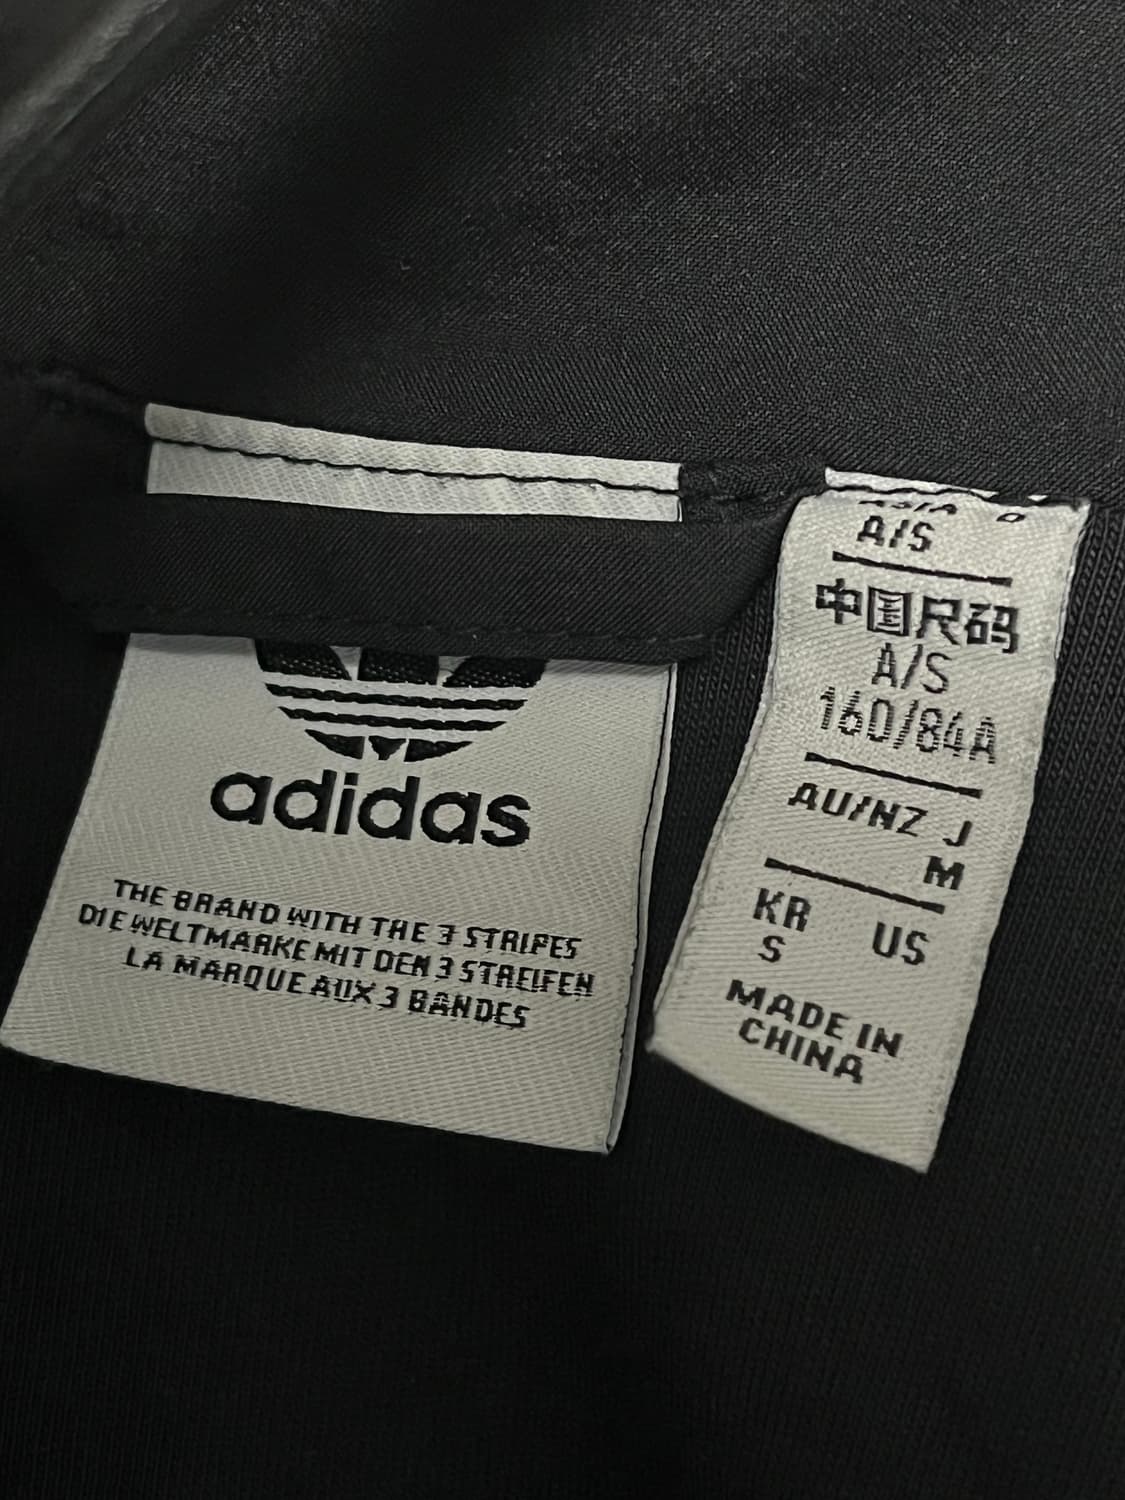 adidas
THE BRAND WITH THE 3 STRIPES
DIE WELTMARKE MIT DEN 3 STREIFEN
LA MARQUE AUX 3 BANDES
A/S
中国尺码
A/S
160/84A
AU/NZ J
M
KR US
S
MADE IN
CHINA